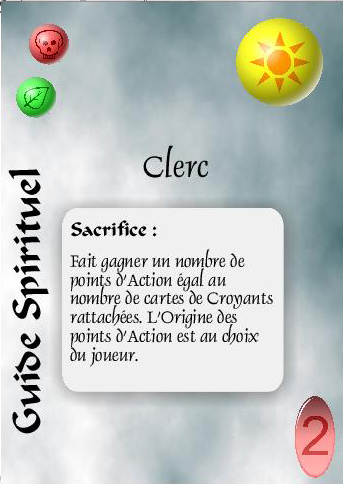 Clerc
Guide Spirituel
Sacrifice :
Fait gagner un nombre de
points d'Action égal au
nombre de cartes de Croyants
rattachées. L'Origine des
points d'Action est au choix
du joueur.
2